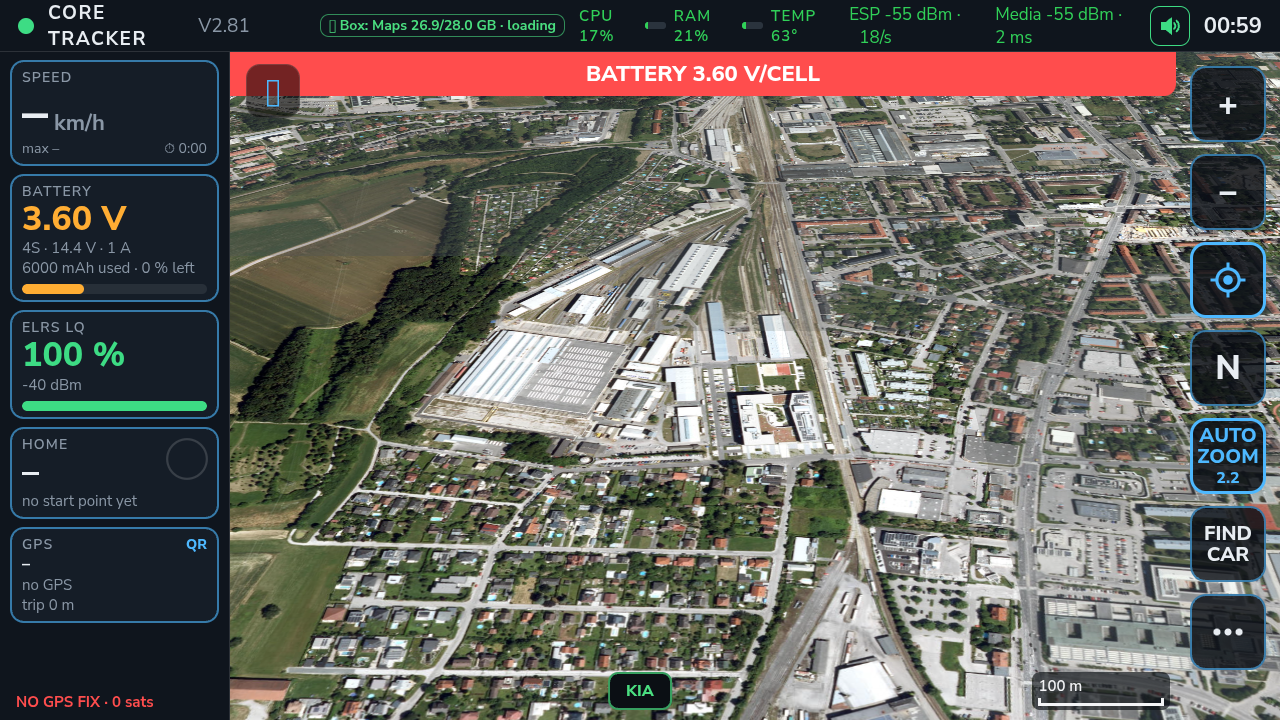 CORE TRACKER
V2.81
Box: Maps 26.9/28.0 GB · loading
CPU 17%
RAM 21%
TEMP 63°
ESP -55 dBm · 18/s
Media -55 dBm · 2 ms
00:59
BATTERY 3.60 V/CELL
SPEED
– km/h
max –
⏱ 0:00
BATTERY
3.60 V
4S · 14.4 V · 1 A
6000 mAh used · 0 % left
ELRS LQ
100 %
-40 dBm
HOME
–
no start point yet
GPS
QR
–
no GPS
trip 0 m
NO GPS FIX · 0 sats
+
−
N
AUTO
ZOOM
2.2
FIND
CAR
•••
KIA
100 m